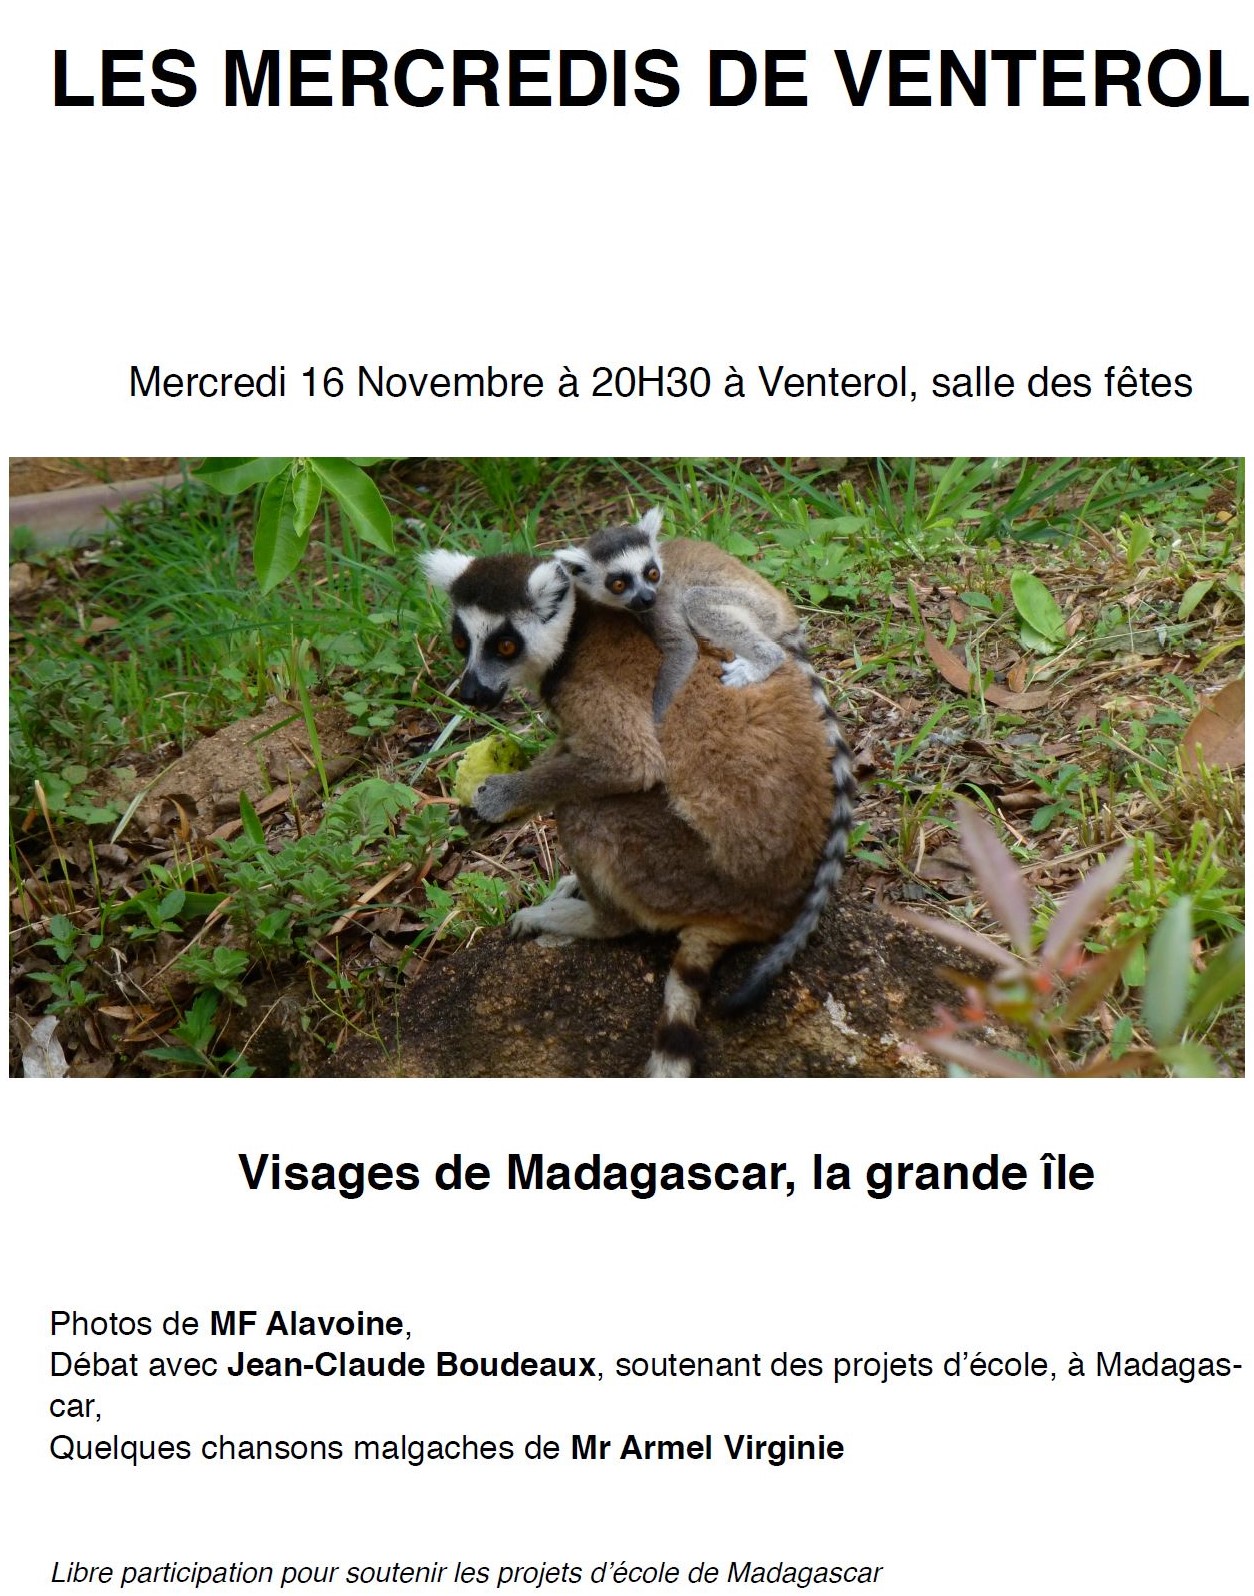 LES MERCREDIS DE VENTEROL
Mercredi 16 Novembre à 20H30 à Venterol, salle des fêtes
Visages de Madagascar, la grande île
Photos de MF Alavoine,
Débat avec Jean-Claude Boudeaux, soutenant des projets d’école, à Madagas-
car,
Quelques chansons malgaches de Mr Armel Virginie
Libre participation pour soutenir les projets d’école de Madagascar